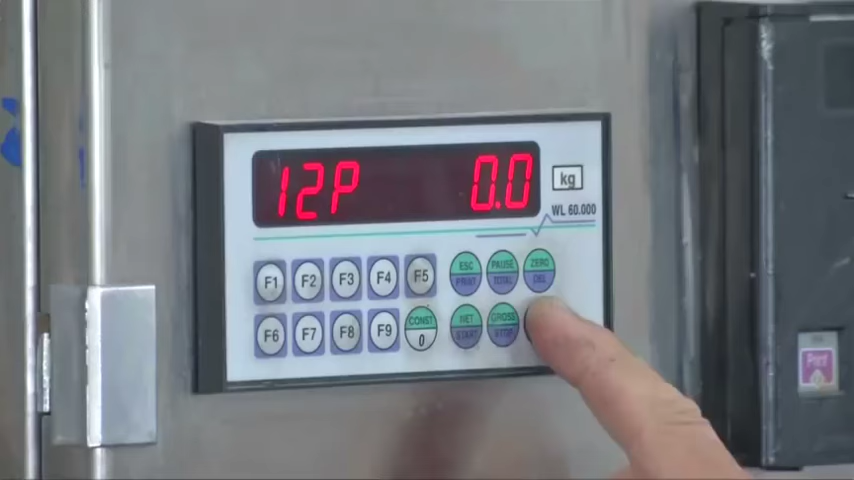 12P 0.0 kg
WL 60.000
F1 F2 F3 F4 F5 ESC PRINT PAUSE TOTAL ZERO DEL
F6 F7 F8 F9 CONST 0 NET START GROSS STOP
Print